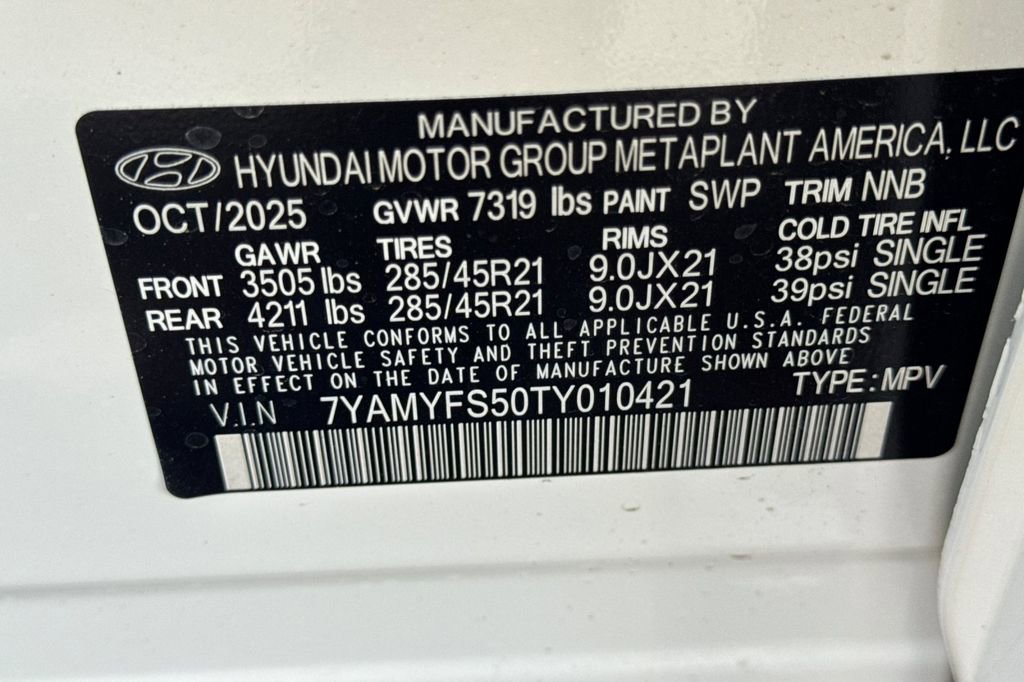 MANUFACTURED BY
HYUNDAI MOTOR GROUP METAPLANT AMERICA, LLC
OCT/2025 GVWR 7319 lbs PAINT SWP TRIM NNB
GAWR TIRES RIMS COLD TIRE INFL
FRONT 3505 lbs 285/45R21 9.0JX21 38psi SINGLE
REAR 4211 lbs 285/45R21 9.0JX21 39psi SINGLE
THIS VEHICLE CONFORMS TO ALL APPLICABLE U.S.A. FEDERAL
MOTOR VEHICLE SAFETY AND THEFT PREVENTION STANDARDS
IN EFFECT ON THE DATE OF MANUFACTURE SHOWN ABOVE
V.I.N 7YAMYFS50TY010421 TYPE: MPV